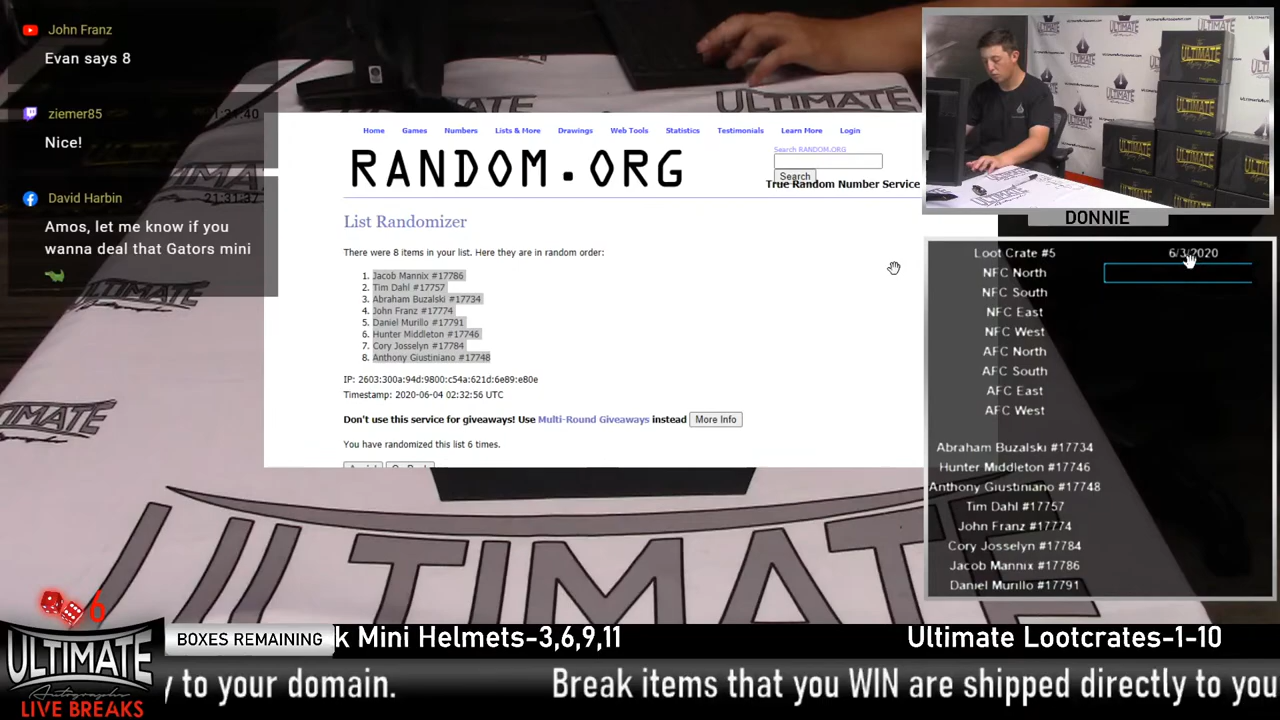 John Franz
Evan says 8
ziemer85
Nice!
David Harbin
21:31:37
Amos, let me know if you
wanna deal that Gators mini
Home Games Numbers Lists & More Drawings Web Tools Statistics Testimonials Learn More Login
RANDOM.ORG
Search RANDOM.ORG
Search
True Random Number Service
List Randomizer
There were 8 items in your list. Here they are in random order:
1. Jacob Mannix #17786
2. Tim Dahl #17757
3. Abraham Buzalski #17734
4. John Franz #17774
5. Daniel Murillo #17791
6. Hunter Middleton #17746
7. Cory Josselyn #17784
8. Anthony Giustiniano #17748
IP: 2603:300a:94d:9800:c54a:621d:6e89:e80e
Timestamp: 2020-06-04 02:32:56 UTC
Don't use this service for giveaways! Use Multi-Round Giveaways instead More Info
You have randomized this list 6 times.
ULTIMATE
DONNIE
Loot Crate #5 6/3/2020
NFC North
NFC South
NFC East
NFC West
AFC North
AFC South
AFC East
AFC West
Abraham Buzalski #17734
Hunter Middleton #17746
Anthony Giustiniano #17748
Tim Dahl #17757
John Franz #17774
Cory Josselyn #17784
Jacob Mannix #17786
Daniel Murillo #17791
ULTIMATE
6
ULTIMATE
Autographs
LIVE BREAKS
BOXES REMAINING
k Mini Helmets-3,6,9,11 Ultimate Lootcrates-1-10
y to your domain. Break items that you WIN are shipped directly to you